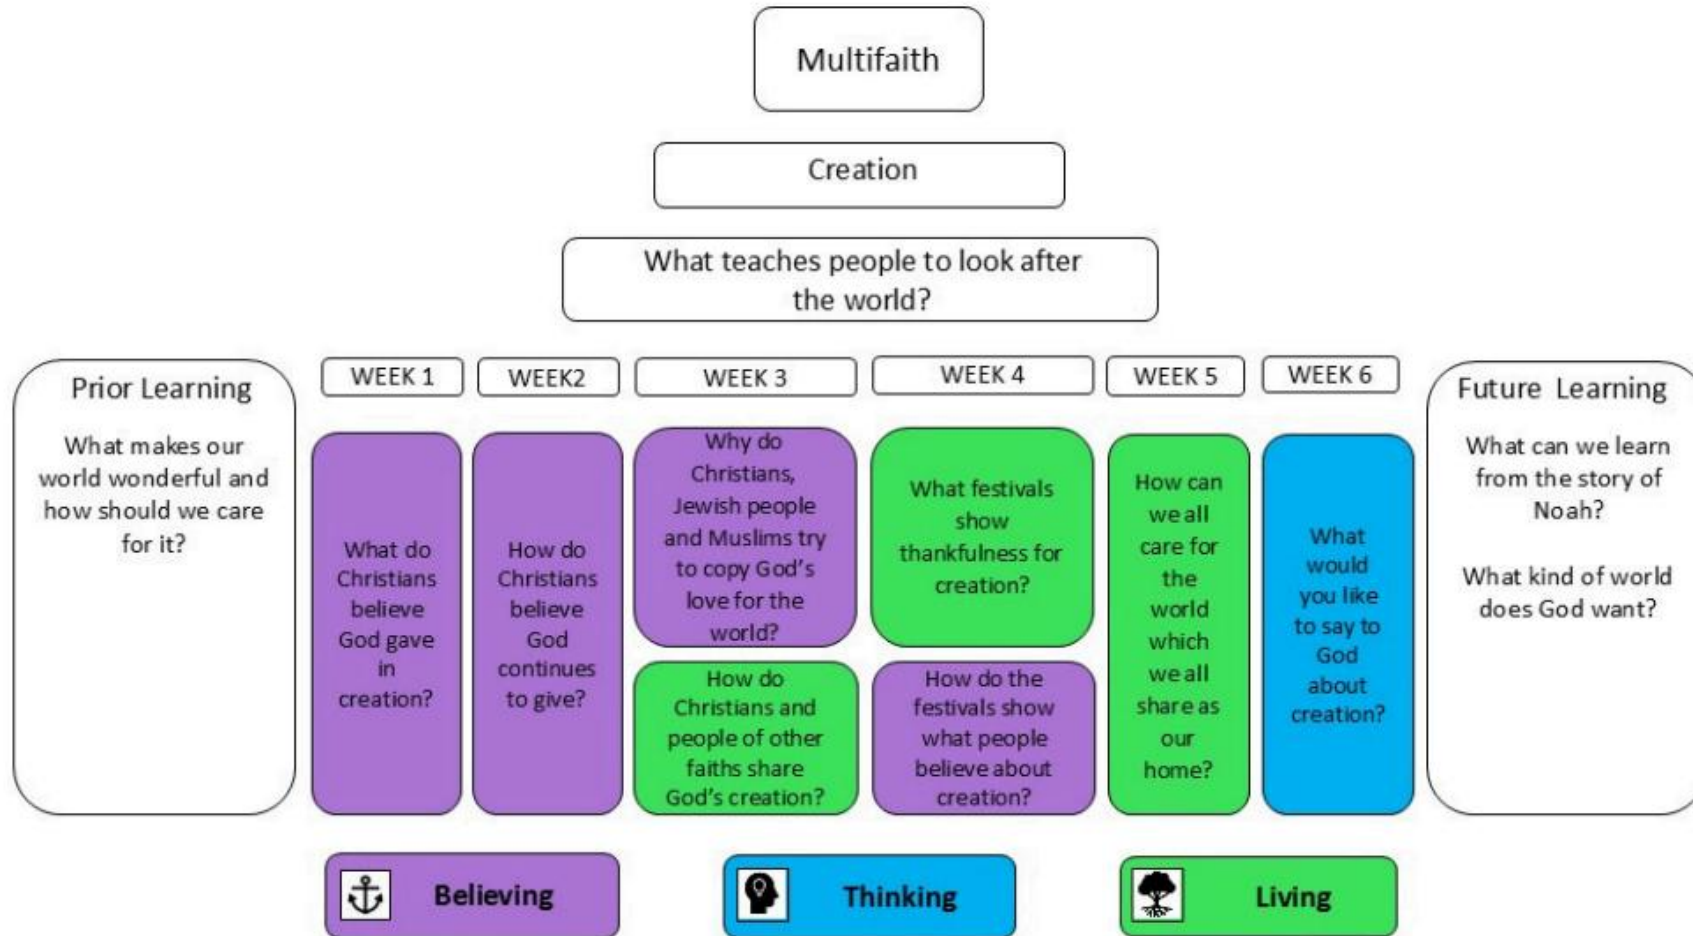 Multifaith
Creation
What teaches people to look after
the world?
Prior Learning
What makes our
world wonderful and
how should we care
for it?
WEEK 1
What do
Christians
believe
God gave
in
creation?
WEEK2
How do
Christians
believe
God
continues
to give?
WEEK 3
Why do
Christians,
Jewish people
and Muslims try
to copy God's
love for the
world?
How do
Christians and
people of other
faiths share
God's creation?
WEEK 4
What festivals
show
thankfulness for
creation?
How do the
festivals show
what people
believe about
creation?
WEEK 5
How can
we all
care for
the
world
which
we all
share as
our
home?
WEEK 6
What
would
you like
to say to
God
about
creation?
Future Learning
What can we learn
from the story of
Noah?
What kind of world
does God want?
Believing
Thinking
Living